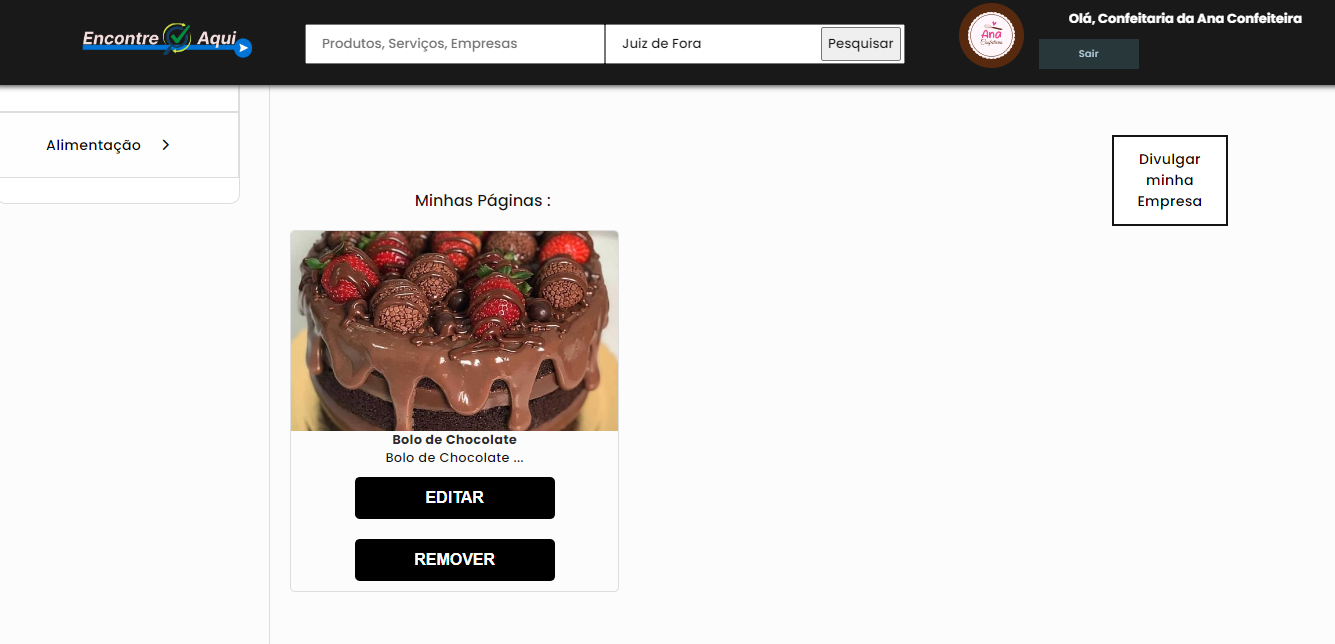 Encontre Aqui
Produtos, Serviços, Empresas
Juiz de Fora
Pesquisar
Ana
Confeiteira
Olá, Confeitaria da Ana Confeiteira
Sair
Alimentação
Divulgar
minha
Empresa
Minhas Páginas :
Bolo de Chocolate
Bolo de Chocolate ...
EDITAR
REMOVER